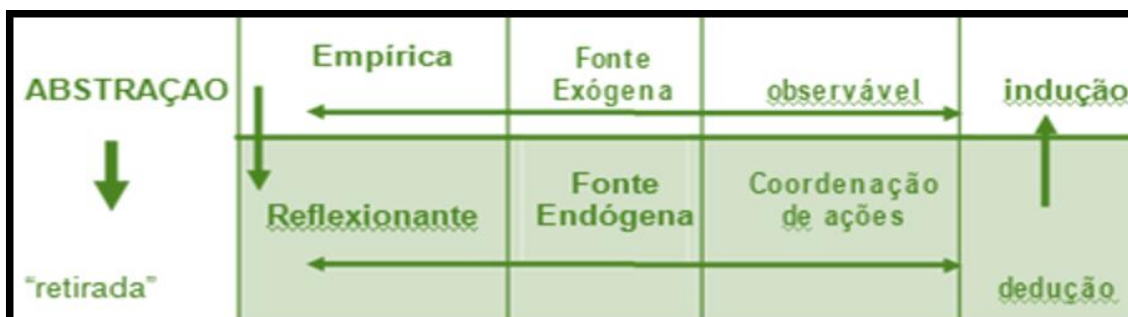 ABSTRAÇAO
"retirada"
Empírica
Fonte
Exógena
observável
indução
Reflexionante
Fonte
Endógena
Coordenação
de ações
dedução